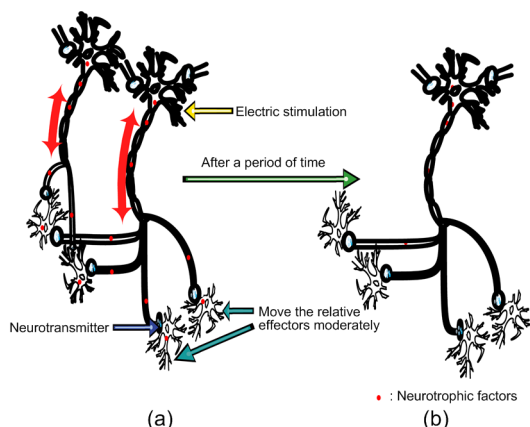 Electric stimulation
After a period of time
Neurotransmitter
Move the relative
effectors moderately
: Neurotrophic factors
(a)
(b)